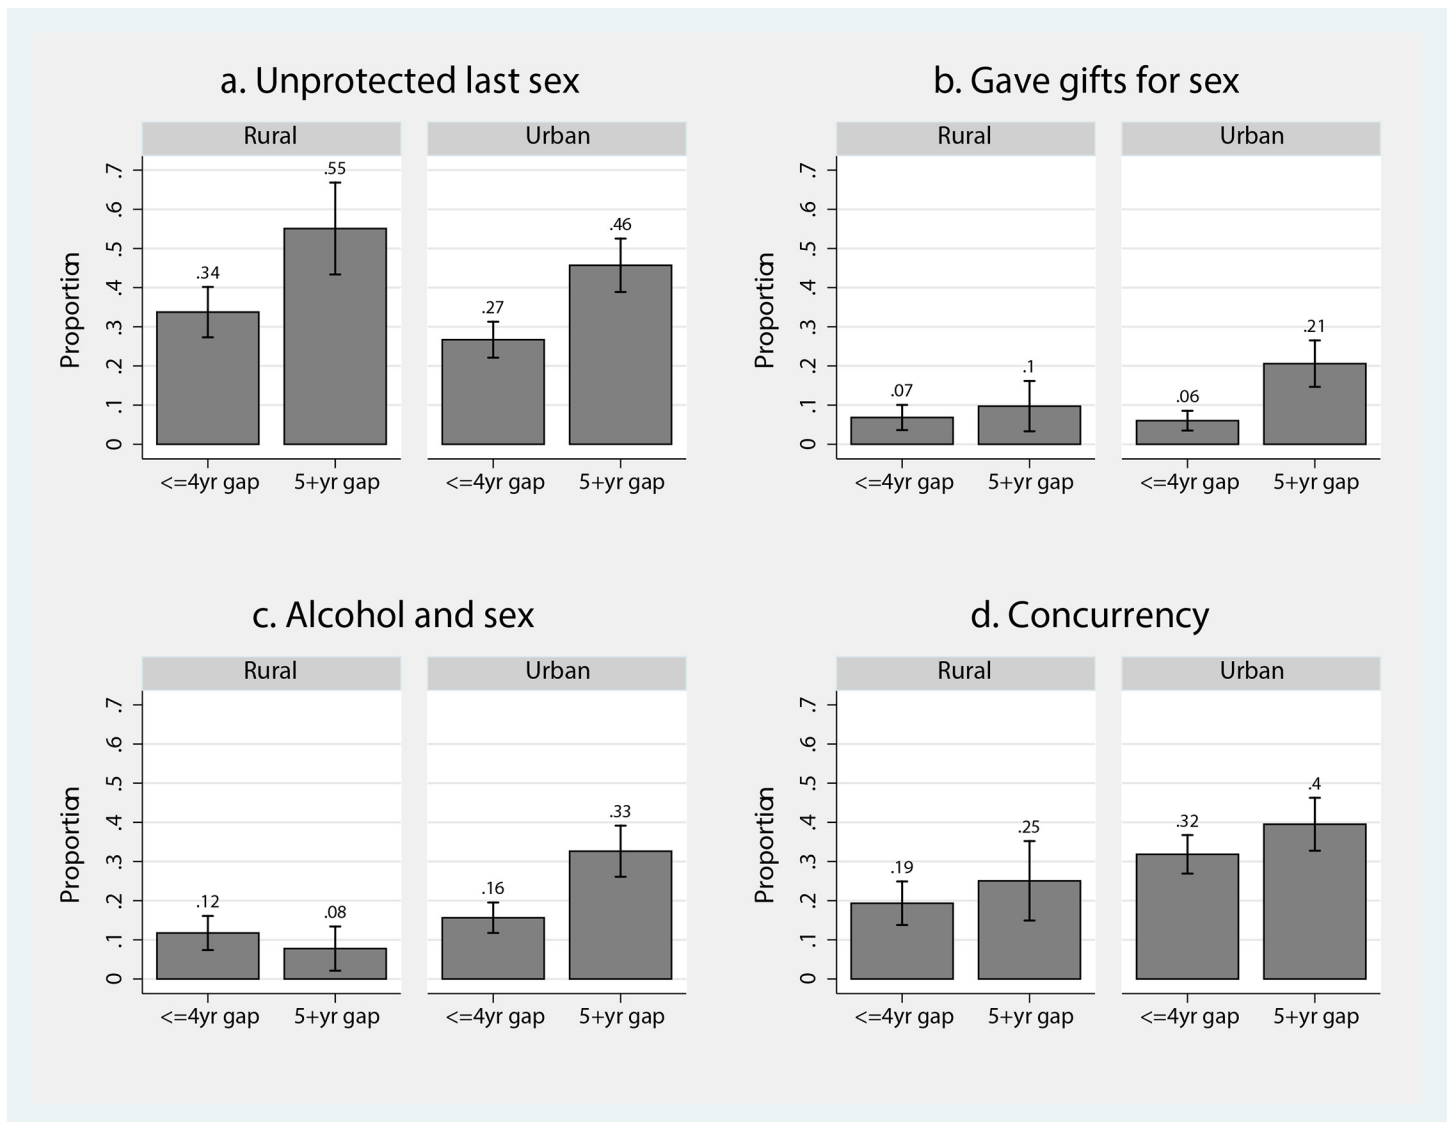 a. Unprotected last sex
Rural
Urban
Proportion
.7
.6
.5
.4
.3
.2
.1
0
.34
.55
.27
.46
<=4yr gap
5+yr gap
<=4yr gap
5+yr gap
b. Gave gifts for sex
Rural
Urban
Proportion
.7
.6
.5
.4
.3
.2
.1
0
.07
.1
.06
.21
<=4yr gap
5+yr gap
<=4yr gap
5+yr gap
c. Alcohol and sex
Rural
Urban
Proportion
.7
.6
.5
.4
.3
.2
.1
0
.12
.08
.16
.33
<=4yr gap
5+yr gap
<=4yr gap
5+yr gap
d. Concurrency
Rural
Urban
Proportion
.7
.6
.5
.4
.3
.2
.1
0
.19
.25
.32
.4
<=4yr gap
5+yr gap
<=4yr gap
5+yr gap